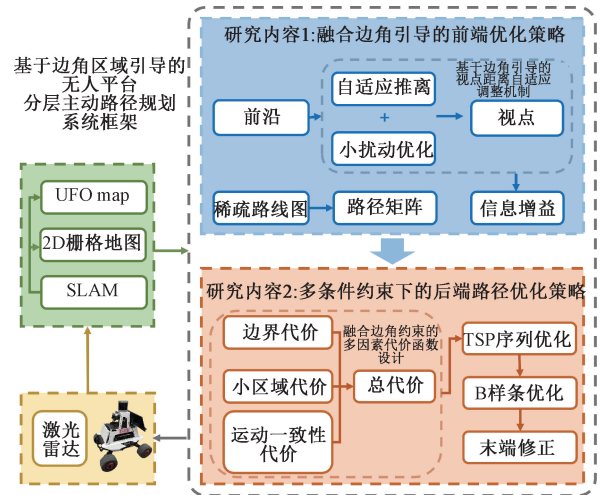 基于边角区域引导的
无人平台
分层主动路径规划
系统框架
UFO map
2D栅格地图
SLAM
激光
雷达
研究内容1:融合边角引导的前端优化策略
前沿
自适应推离
+
小扰动优化
基于边角引导的
视点距离自适应
调整机制
视点
稀疏路线图
路径矩阵
信息增益
研究内容2:多条件约束下的后端路径优化策略
边界代价
小区域代价
运动一致性
代价
融合边角约束的
多因素代价函数
设计
总代价
TSP序列优化
B样条优化
末端修正